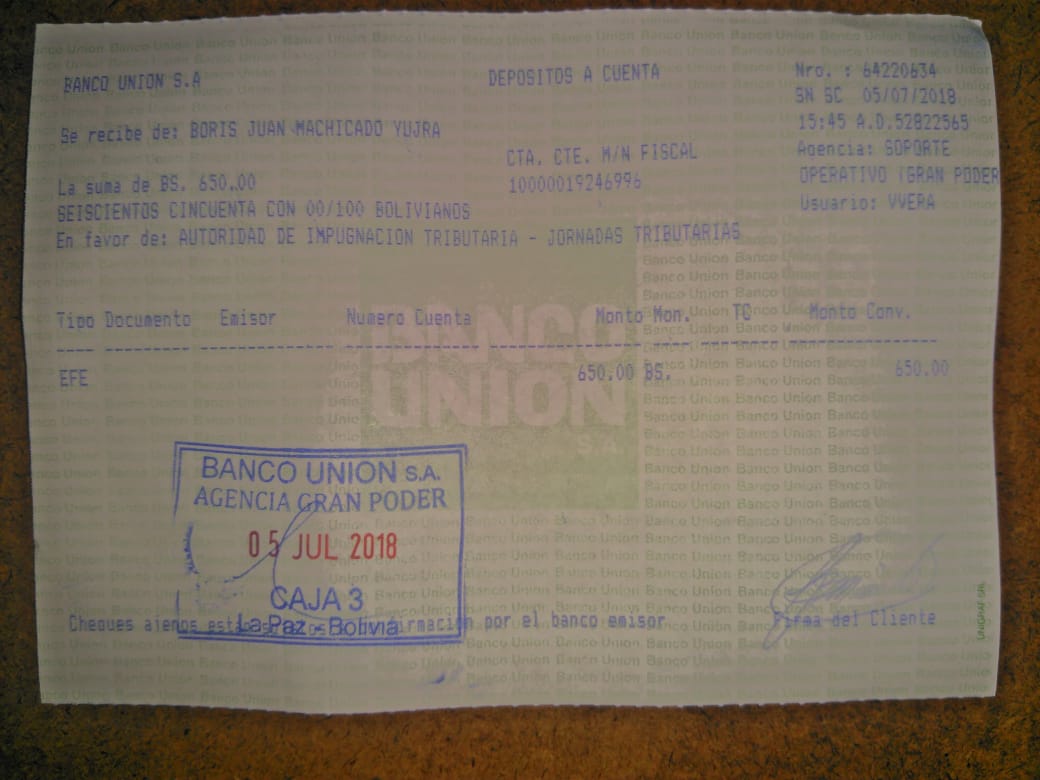 BANCO UNION S.A
DEPOSITOS A CUENTA
Nro. : 64220634
SN SC 05/07/2018
15:45 A.D.52822565
Agencia: SOPORTE
OPERATIVO (GRAN PODER
Usuario: VVERA
Se recibe de: BORIS JUAN MACHICADO YUJRA
CTA. CTE. M/N FISCAL
10000019246996
La suma de BS. 650.00
SEISCIENTOS CINCUENTA CON 00/100 BOLIVIANOS
En favor de: AUTORIDAD DE IMPUGNACION TRIBUTARIA - JORNADAS TRIBUTARIAS
Tipo Documento Emisor Numero Cuenta Monto Mon. TC Monto Conv.
EFE 650.00 BS. 650.00
BANCO
UNION
S.A.
BANCO UNION S.A.
AGENCIA GRAN PODER
05 JUL 2018
CAJA 3
La Paz - Bolivia
Cheques ajenos por el banco emisor
Firma del Cliente
UNIGRAF SRL